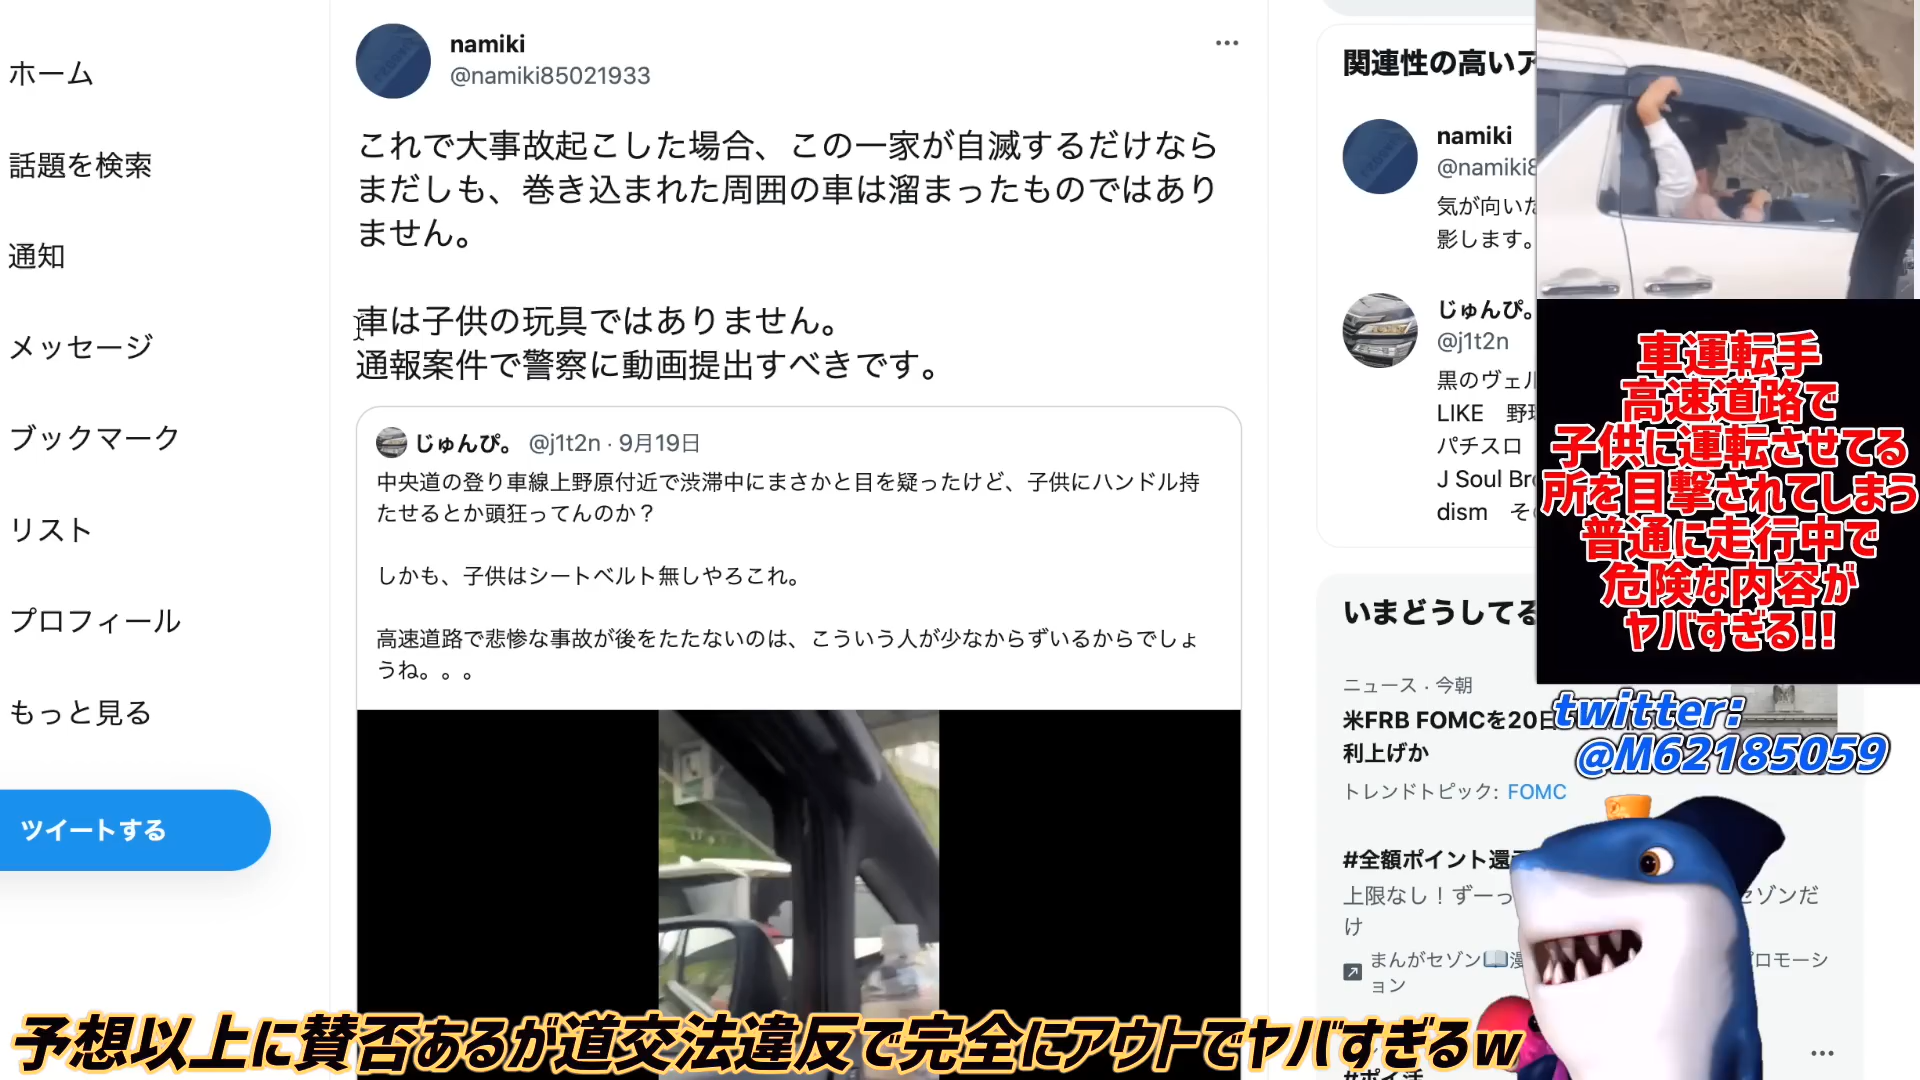 ホーム
話題を検索
通知
メッセージ
ブックマーク
リスト
プロフィール
もっと見る
ツイートする
namiki
@namiki85021933
これで大事故起こした場合、この一家が自滅するだけなら
まだしも、巻き込まれた周囲の車は溜まったものではあり
ません。
車は子供の玩具ではありません。
通報案件で警察に動画提出すべきです。
じゅんぴ。 @j1t2n · 9月19日
中央道の登り車線上野原付近で渋滞中にまさかと目を疑ったけど、子供にハンドル持
たせるとか頭狂ってんのか？
しかも、子供はシートベルト無しやろこれ。
高速道路で悲惨な事故が後をたたないのは、こういう人が少なからずいるからでしょ
うね。。。
関連性の高いア
namiki
@namiki8
気が向いた
影します。
じゅんぴ。
@j1t2n
黒のヴェル
LIKE 野球
パチスロ
J Soul Bro
dism その
いまどうしてる
ニュース · 今朝
米FRB FOMCを20日
利上げか
トレンドトピック: FOMC
#全額ポイント還元
上限なし！ずーっ セゾンだ
け
まんがセゾン📖漫 プロモーシ
ョン
#ポイ活
車運転手
高速道路で
子供に運転させてる
所を目撃されてしまう
普通に走行中で
危険な内容が
ヤバすぎる!!
twitter:
@M62185059
予想以上に賛否あるが道交法違反で完全にアウトでヤバすぎるw